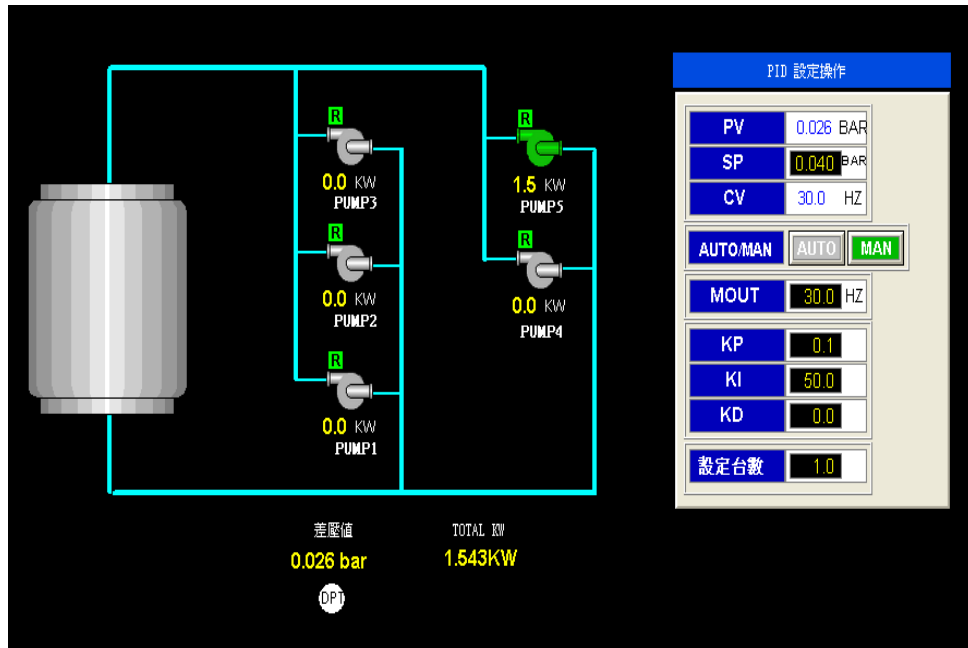 PID 設定操作
PV 0.026 BAR
SP 0.040 BAR
CV 30.0 HZ
AUTO/MAN AUTO MAN
MOUT 30.0 HZ
KP 0.1
KI 50.0
KD 0.0
設定台數 1.0
R
0.0 KW
PUMP3
R
0.0 KW
PUMP2
R
0.0 KW
PUMP1
R
1.5 KW
PUMP5
R
0.0 KW
PUMP4
差壓值
0.026 bar
DPT
TOTAL KW
1.543KW